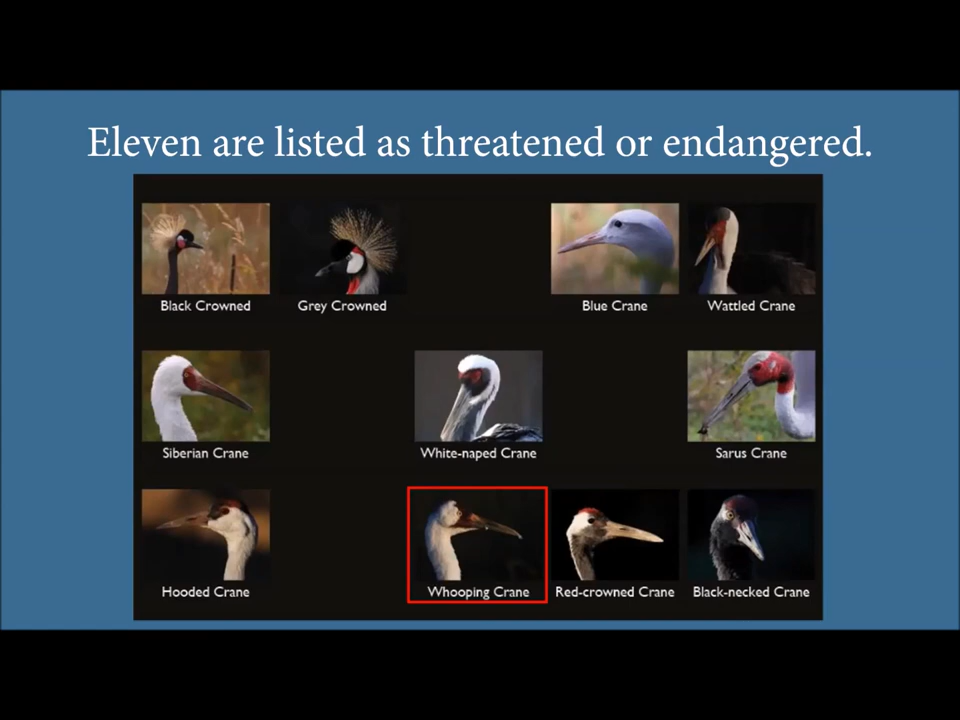 Eleven are listed as threatened or endangered.
Black Crowned
Grey Crowned
Blue Crane
Wattled Crane
Siberian Crane
White-naped Crane
Sarus Crane
Hooded Crane
Whooping Crane
Red-crowned Crane
Black-necked Crane